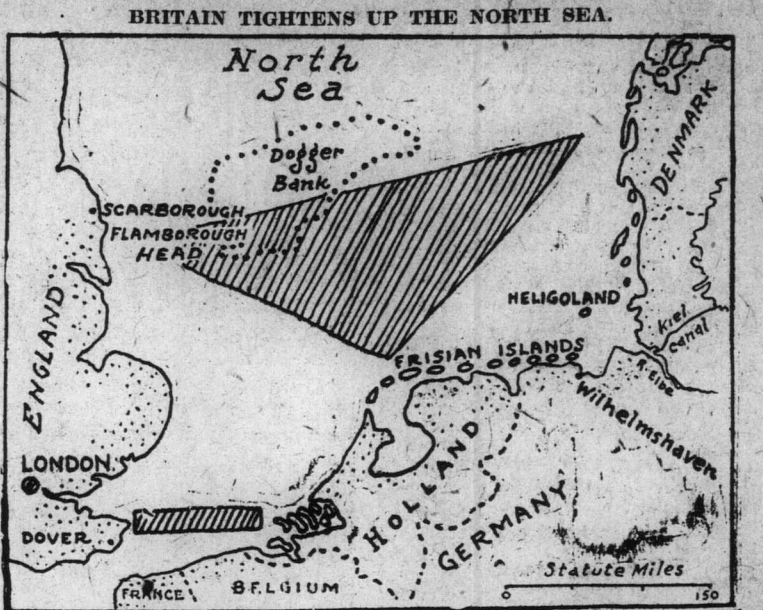 BRITAIN TIGHTENS UP THE NORTH SEA.
North
Sea
Dogger
Bank
DENMARK
SCARBOROUGH
FLAMBOROUGH
HEAD
HELIGOLAND
Kiel
Canal
ENGLAND
FRISIAN ISLANDS
R. Elbe
Wilhelmshaven
LONDON
HOLLAND
GERMANY
DOVER
Statute Miles
FRANCE
BELGIUM
0
150